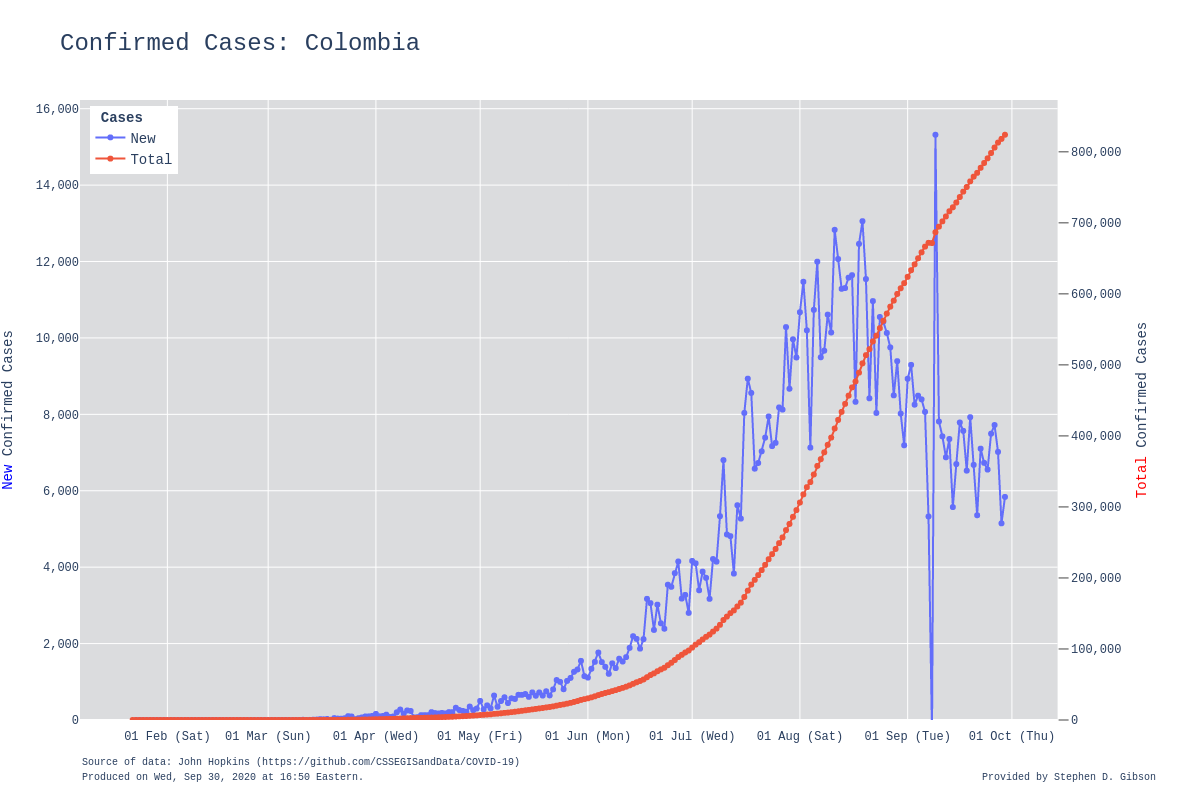 Confirmed Cases: Colombia
Cases
New
Total
16,000
14,000
12,000
10,000
8,000
6,000
4,000
2,000
0
New Confirmed Cases
800,000
700,000
600,000
500,000
400,000
300,000
200,000
100,000
0
Total Confirmed Cases
01 Feb (Sat) 01 Mar (Sun) 01 Apr (Wed) 01 May (Fri) 01 Jun (Mon) 01 Jul (Wed) 01 Aug (Sat) 01 Sep (Tue) 01 Oct (Thu)
Source of data: John Hopkins (https://github.com/CSSEGISandData/COVID-19)
Produced on Wed, Sep 30, 2020 at 16:50 Eastern.
Provided by Stephen D. Gibson